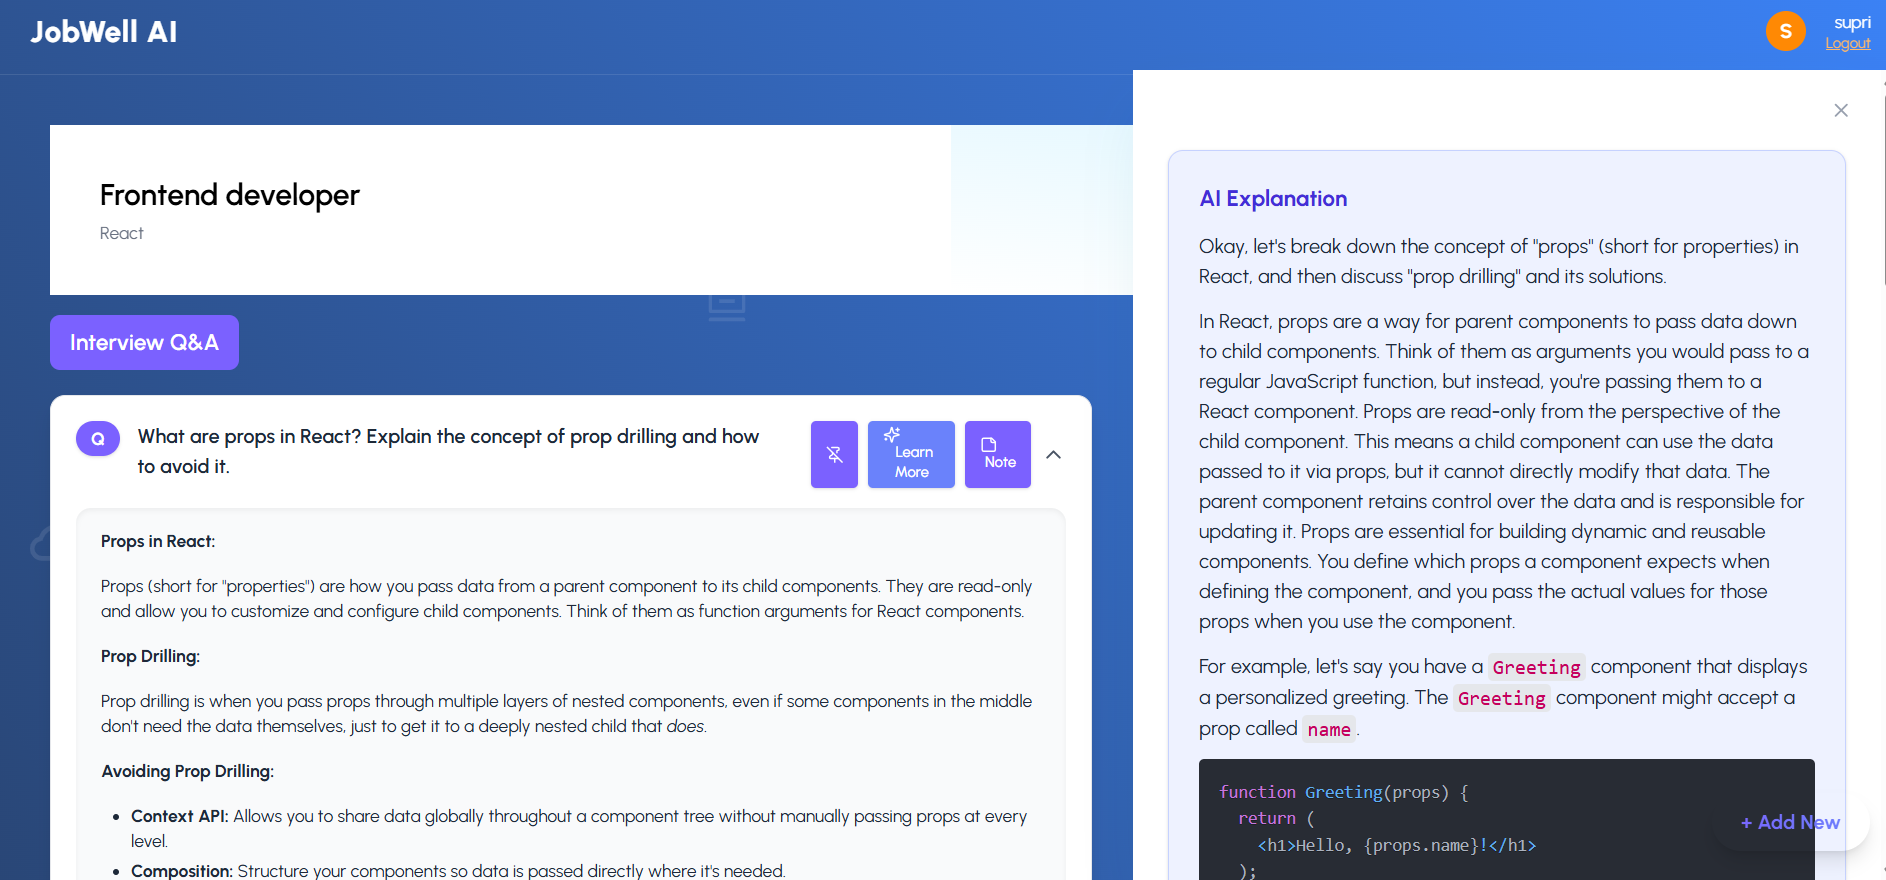 JobWell AI
S
supri
Logout
Frontend developer
React
Interview Q&A
Q
What are props in React? Explain the concept of prop drilling and how
to avoid it.
Learn
More
Note
Props in React:
Props (short for "properties") are how you pass data from a parent component to its child components. They are read-only
and allow you to customize and configure child components. Think of them as function arguments for React components.
Prop Drilling:
Prop drilling is when you pass props through multiple layers of nested components, even if some components in the middle
don't need the data themselves, just to get it to a deeply nested child that does.
Avoiding Prop Drilling:
• Context API: Allows you to share data globally throughout a component tree without manually passing props at every
level.
• Composition: Structure your components so data is passed directly where it's needed.
AI Explanation
Okay, let's break down the concept of "props" (short for properties) in
React, and then discuss "prop drilling" and its solutions.
In React, props are a way for parent components to pass data down
to child components. Think of them as arguments you would pass to a
regular JavaScript function, but instead, you're passing them to a
React component. Props are read-only from the perspective of the
child component. This means a child component can use the data
passed to it via props, but it cannot directly modify that data. The
parent component retains control over the data and is responsible for
updating it. Props are essential for building dynamic and reusable
components. You define which props a component expects when
defining the component, and you pass the actual values for those
props when you use the component.
For example, let's say you have a Greeting component that displays
a personalized greeting. The Greeting component might accept a
prop called name.
function Greeting(props) {
return (
<h1>Hello, {props.name}!</h1>
);
+ Add New